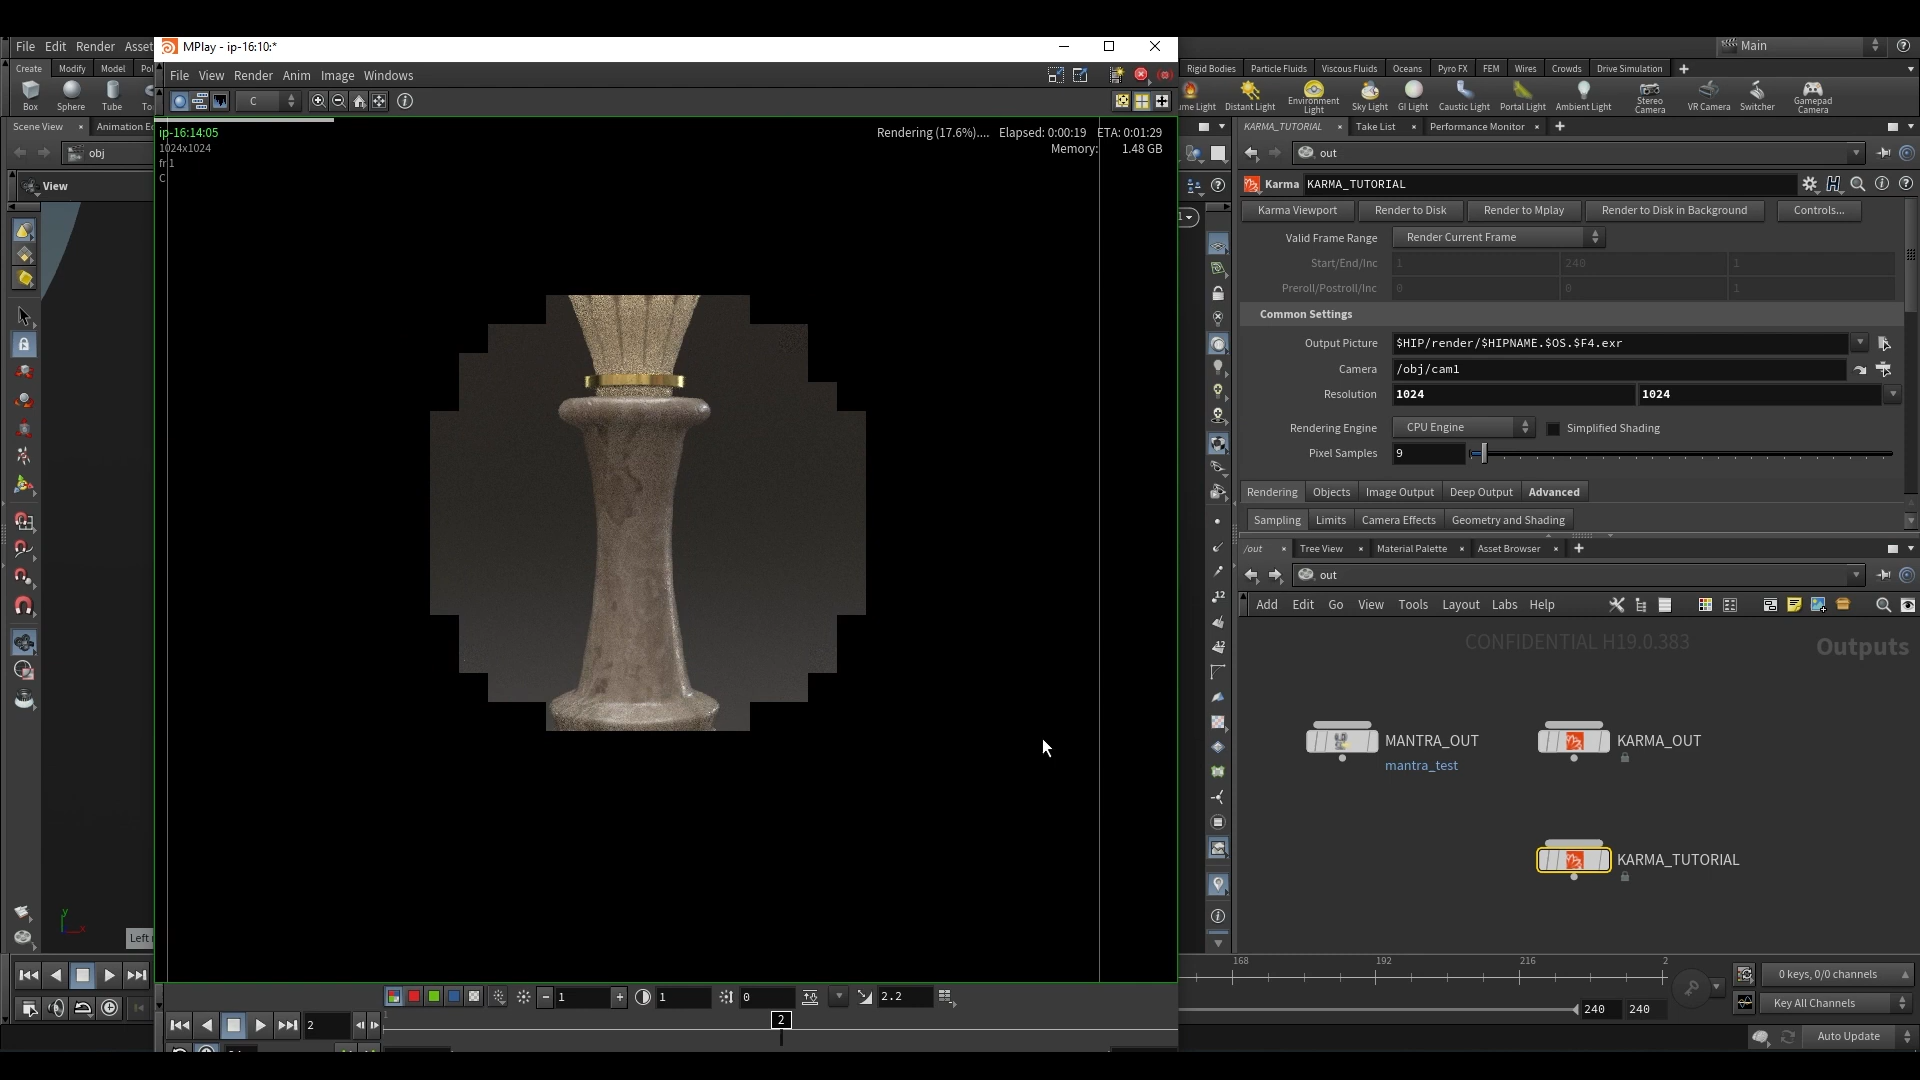 File Edit Render Asset
MPlay - ip-16:10:*
Main
Create Modify Model
Box Sphere Tube
File View Render Anim Image Windows
C
Rigid Bodies Particle Fluids Viscous Fluids Oceans Pyro FX FEM Wires Crowds Drive Simulation
Distant Light Environment Light Sky Light GI Light Caustic Light Portal Light Ambient Light Stereo Camera VR Camera Switcher Gamepad Camera
Scene View Animation Ed
obj
View
ip-16:14:05
1024x1024
fr 1
C
Rendering (17.6%).... Elapsed: 0:00:19 ETA: 0:01:29
Memory: 1.48 GB
KARMA_TUTORIAL Take List Performance Monitor
out
Karma KARMA_TUTORIAL
Karma Viewport Render to Disk Render to Mplay Render to Disk in Background Controls...
Valid Frame Range Render Current Frame
Start/End/Inc 1 240 1
Preroll/Postroll/Inc 0 0 1
Common Settings
Output Picture $HIP/render/$HIPNAME.$OS.$F4.exr
Camera /obj/cam1
Resolution 1024 1024
Rendering Engine CPU Engine Simplified Shading
Pixel Samples 9
Rendering Objects Image Output Deep Output Advanced
Sampling Limits Camera Effects Geometry and Shading
/out Tree View Material Palette Asset Browser
out
Add Edit Go View Tools Layout Labs Help
CONFIDENTIAL H19.0.383
Outputs
MANTRA_OUT
mantra_test
KARMA_OUT
KARMA_TUTORIAL
y
x
Left
168 192 216 2
0 keys, 0/0 channels
240 240
Key All Channels
Auto Update
1 1 0 2.2
2
1
2